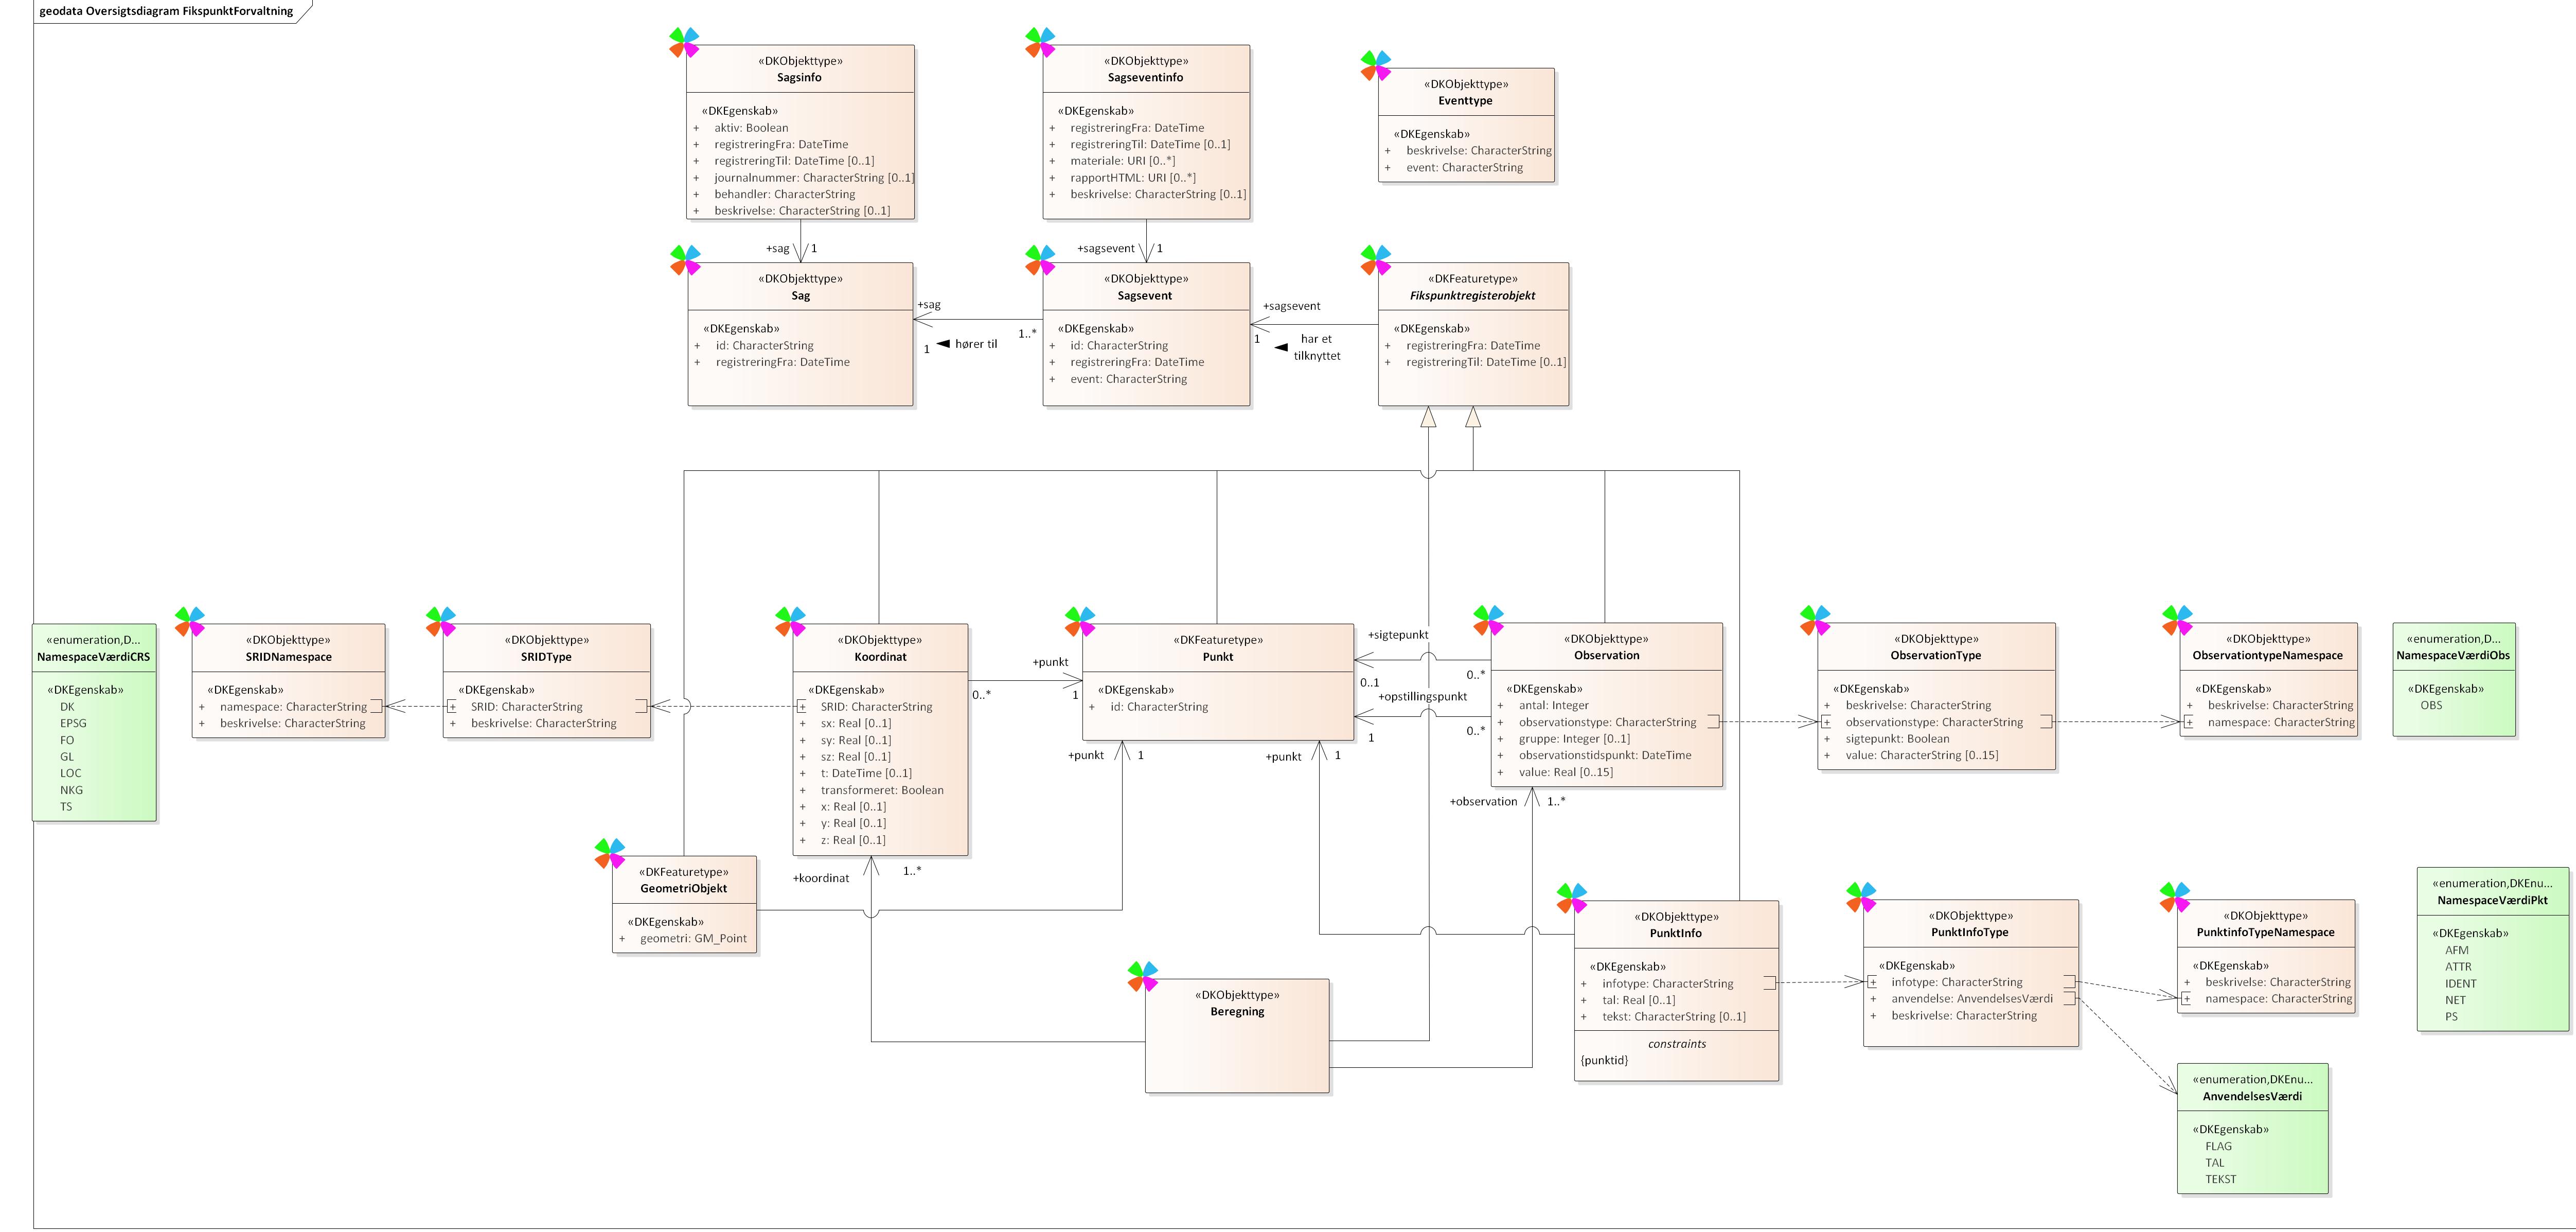 geodata Oversigtsdiagram FikspunktForvaltning
«DKObjekttype»
Sagsinfo
«DKEgenskab»
+ aktiv: Boolean
+ registreringFra: DateTime
+ registreringTil: DateTime [0..1]
+ journalnummer: CharacterString [0..1]
+ behandler: CharacterString
+ beskrivelse: CharacterString [0..1]
«DKObjekttype»
Sagseventinfo
«DKEgenskab»
+ registreringFra: DateTime
+ registreringTil: DateTime [0..1]
+ materiale: URI [0..*]
+ rapportHTML: URI [0..*]
+ beskrivelse: CharacterString [0..1]
«DKObjekttype»
Eventtype
«DKEgenskab»
+ beskrivelse: CharacterString
+ event: CharacterString
+sag 1
+sagsevent 1
«DKObjekttype»
Sag
«DKEgenskab»
+ id: CharacterString
+ registreringFra: DateTime
+sag
1
hører til
1..*
«DKObjekttype»
Sagsevent
«DKEgenskab»
+ id: CharacterString
+ registreringFra: DateTime
+ event: CharacterString
+sagsevent
1
har et
tilknyttet
«DKFeaturetype»
Fikspunktregisterobjekt
«DKEgenskab»
+ registreringFra: DateTime
+ registreringTil: DateTime [0..1]
«enumeration,D...
NamespaceVærdiCRS
«DKEgenskab»
DK
EPSG
FO
GL
LOC
NKG
TS
«DKObjekttype»
SRIDNamespace
«DKEgenskab»
+ namespace: CharacterString
+ beskrivelse: CharacterString
«DKObjekttype»
SRIDType
«DKEgenskab»
+ SRID: CharacterString
+ beskrivelse: CharacterString
«DKObjekttype»
Koordinat
«DKEgenskab»
+ SRID: CharacterString
+ sx: Real [0..1]
+ sy: Real [0..1]
+ sz: Real [0..1]
+ t: DateTime [0..1]
+ transformeret: Boolean
+ x: Real [0..1]
+ y: Real [0..1]
+ z: Real [0..1]
+punkt
0..*
1
«DKFeaturetype»
Punkt
«DKEgenskab»
+ id: CharacterString
+sigtepunkt
0..1
0..*
+opstillingspunkt
1
0..*
«DKObjekttype»
Observation
«DKEgenskab»
+ antal: Integer
+ observationstype: CharacterString
+ gruppe: Integer [0..1]
+ observationstidspunkt: DateTime
+ value: Real [0..15]
«DKObjekttype»
ObservationType
«DKEgenskab»
+ beskrivelse: CharacterString
+ observationstype: CharacterString
+ sigtepunkt: Boolean
+ value: CharacterString [0..15]
«DKObjekttype»
ObservationtypeNamespace
«DKEgenskab»
+ beskrivelse: CharacterString
+ namespace: CharacterString
«enumeration,D...
NamespaceVærdiObs
«DKEgenskab»
OBS
+punkt 1
+punkt 1
+observation 1..*
+koordinat 1..*
«DKFeaturetype»
GeometriObjekt
«DKEgenskab»
+ geometri: GM_Point
«DKObjekttype»
Beregning
«DKObjekttype»
PunktInfo
«DKEgenskab»
+ infotype: CharacterString
+ tal: Real [0..1]
+ tekst: CharacterString [0..1]
constraints
{punktid}
«DKObjekttype»
PunktInfoType
«DKEgenskab»
+ infotype: CharacterString
+ anvendelse: AnvendelsesVærdi
+ beskrivelse: CharacterString
«DKObjekttype»
PunktinfoTypeNamespace
«DKEgenskab»
+ beskrivelse: CharacterString
+ namespace: CharacterString
«enumeration,DKEnu...
NamespaceVærdiPkt
«DKEgenskab»
AFM
ATTR
IDENT
NET
PS
«enumeration,DKEnu...
AnvendelsesVærdi
«DKEgenskab»
FLAG
TAL
TEKST